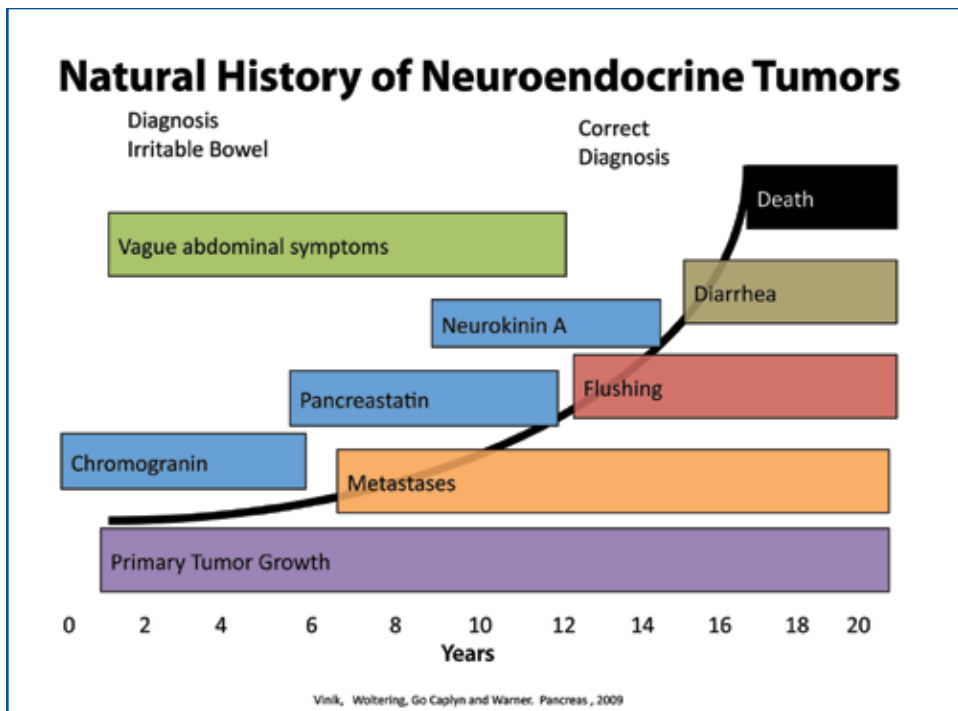 Natural History of Neuroendocrine Tumors
Diagnosis
Irritable Bowel
Correct
Diagnosis
Death
Vague abdominal symptoms
Diarrhea
Neurokinin A
Flushing
Pancreastatin
Chromogranin
Metastases
Primary Tumor Growth
0 2 4 6 8 10 12 14 16 18 20
Years
Vinik, Woltering, Go Caplyn and Warner. Pancreas, 2009